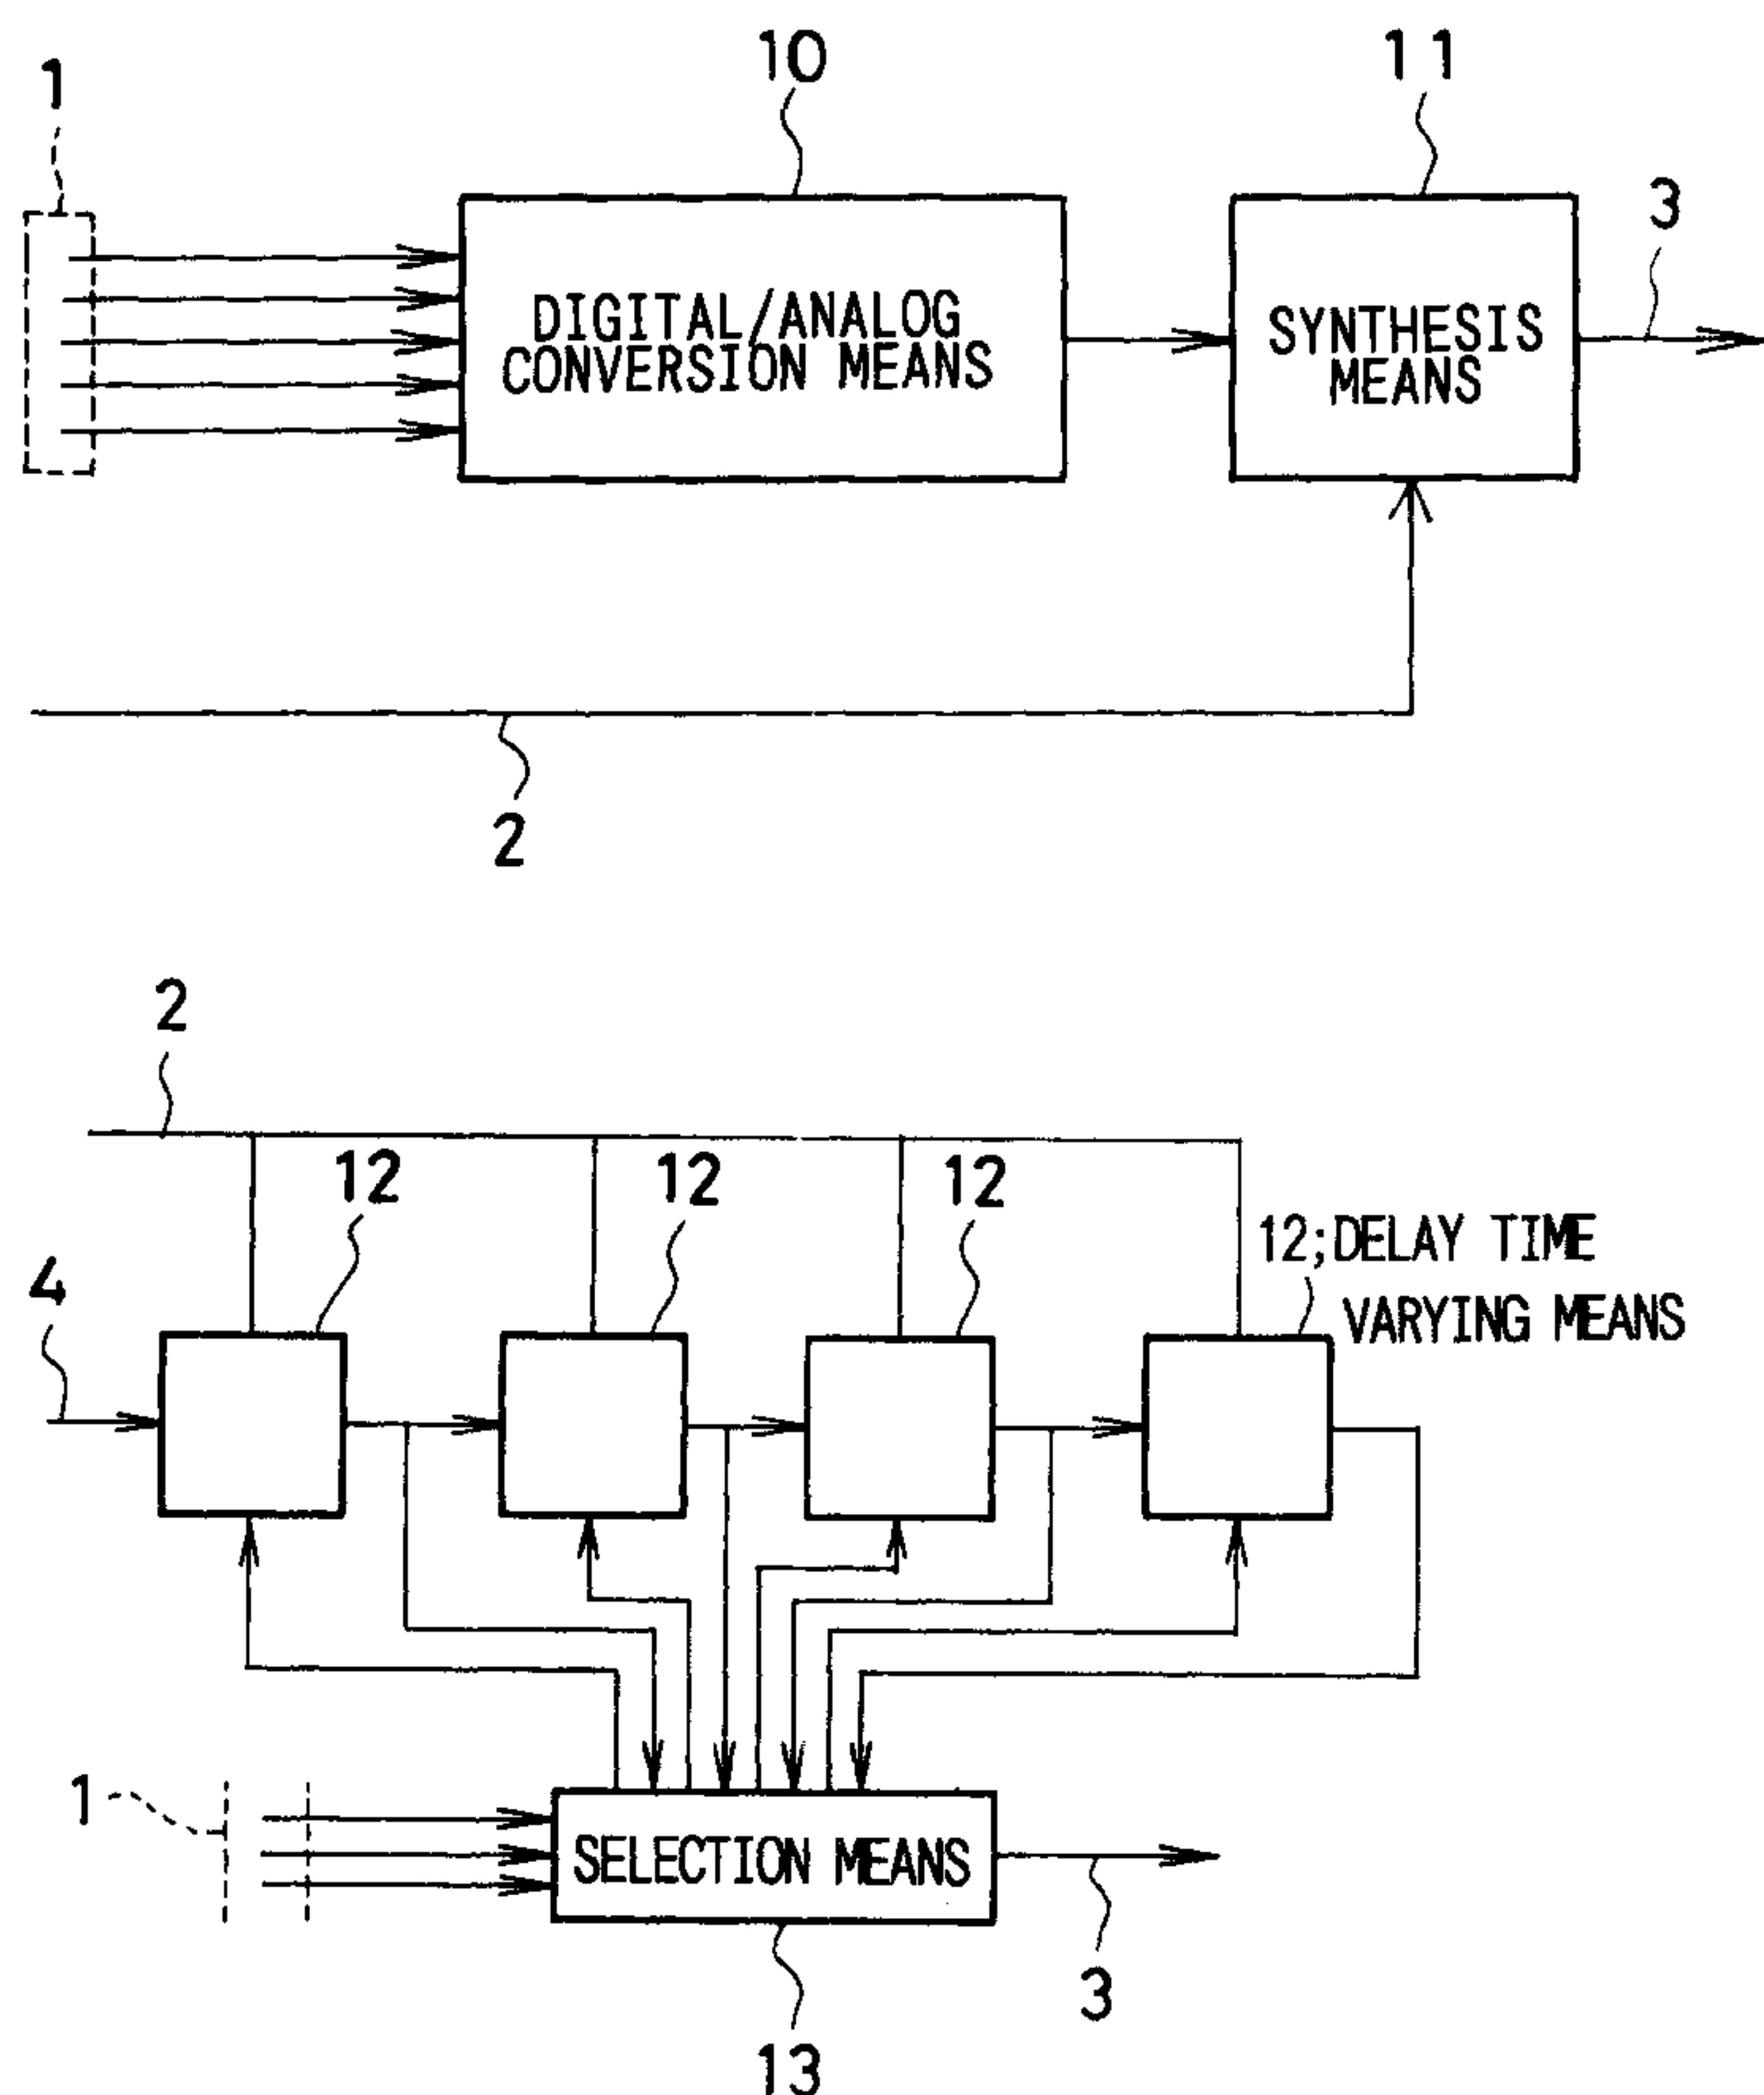 10
11
1
3
DIGITAL/ANALOG
CONVERSION MEANS
SYNTHESIS
MEANS
2
2
12
12
12
12;DELAY TIME
VARYING MEANS
4
1
SELECTION MEANS
3
13